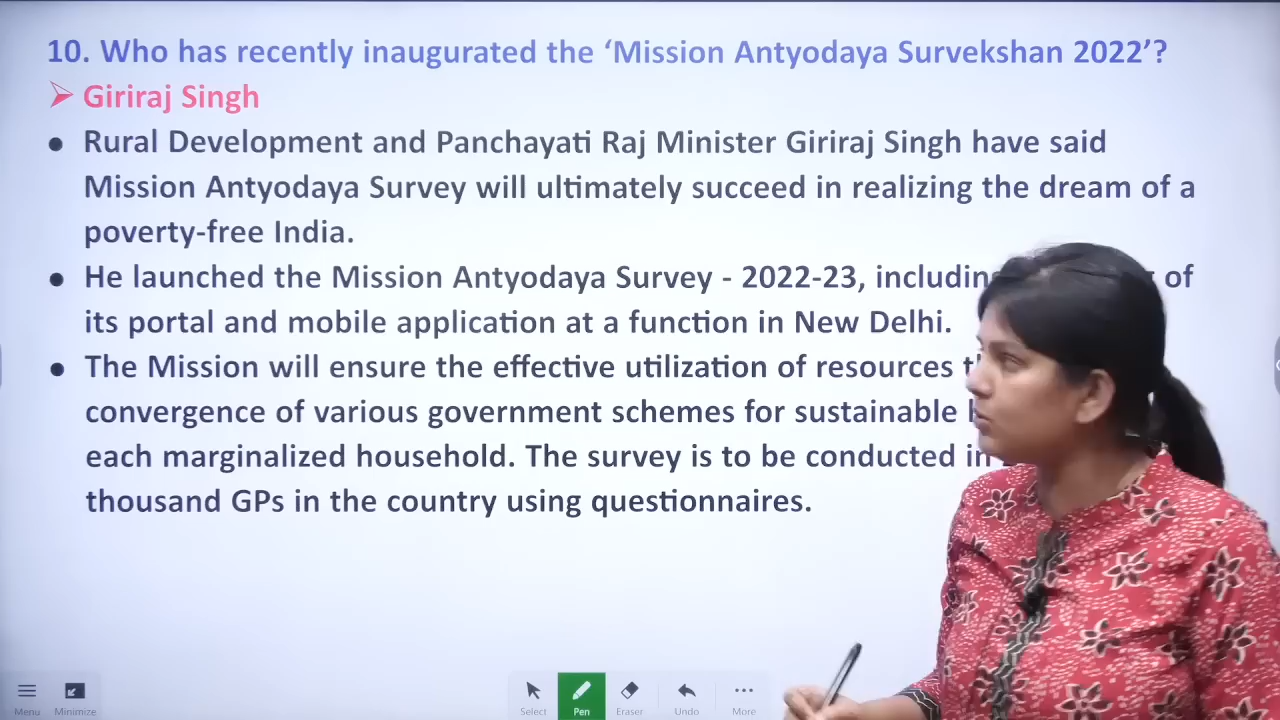 10. Who has recently inaugurated the ‘Mission Antyodaya Survekshan 2022’?
➢ Giriraj Singh
• Rural Development and Panchayati Raj Minister Giriraj Singh have said
Mission Antyodaya Survey will ultimately succeed in realizing the dream of a
poverty-free India.
• He launched the Mission Antyodaya Survey - 2022-23, of
its portal and mobile application at a function in New Delhi.
• The Mission will ensure the effective utilization of resources
convergence of various government schemes for sustainable
each marginalized household. The survey is to be conducted in
thousand GPs in the country using questionnaires.
Menu Minimize Select Pen Eraser Undo More